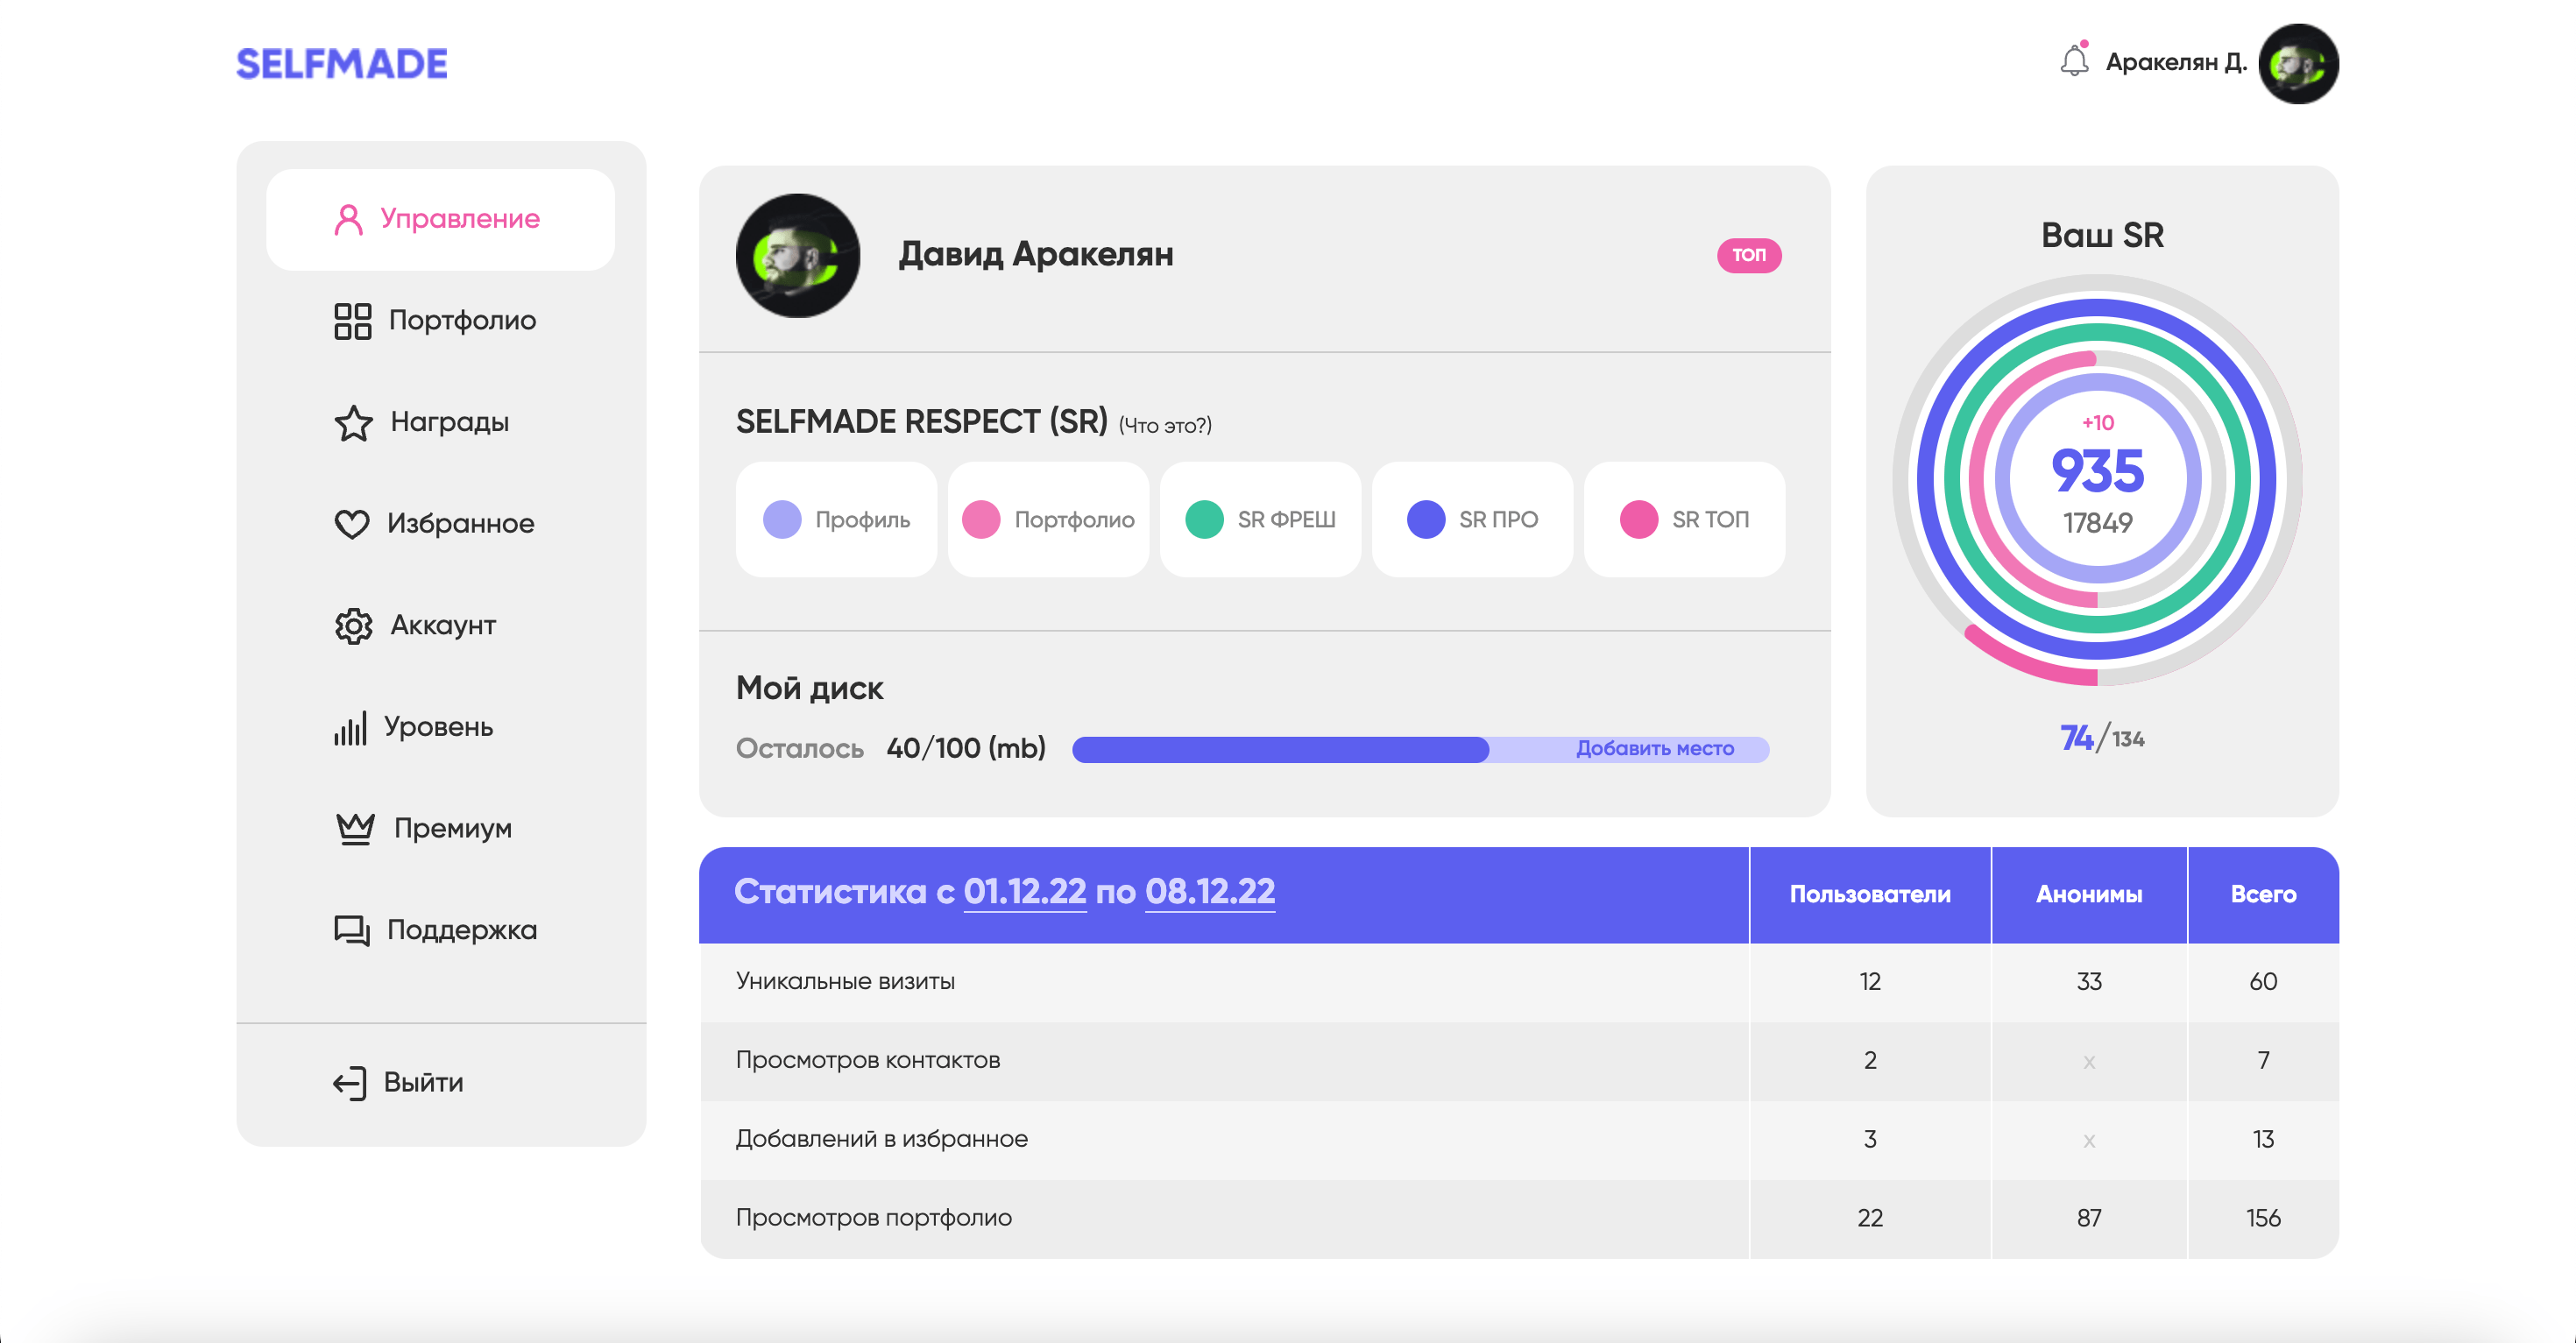 SELFMADE
Аракелян Д.
Управление
Портфолио
Награды
Избранное
Аккаунт
Уровень
Премиум
Поддержка
Выйти
Давид Аракелян
ТОП
SELFMADE RESPECT (SR) (Что это?)
Профиль
Портфолио
SR ФРЕШ
SR ПРО
SR ТОП
Мой диск
Осталось 40/100 (mb)
Добавить место
Ваш SR
+10
935
17849
74/134
Статистика с 01.12.22 по 08.12.22 Пользователи Анонимы Всего
Уникальные визиты 12 33 60
Просмотров контактов 2 x 7
Добавлений в избранное 3 x 13
Просмотров портфолио 22 87 156